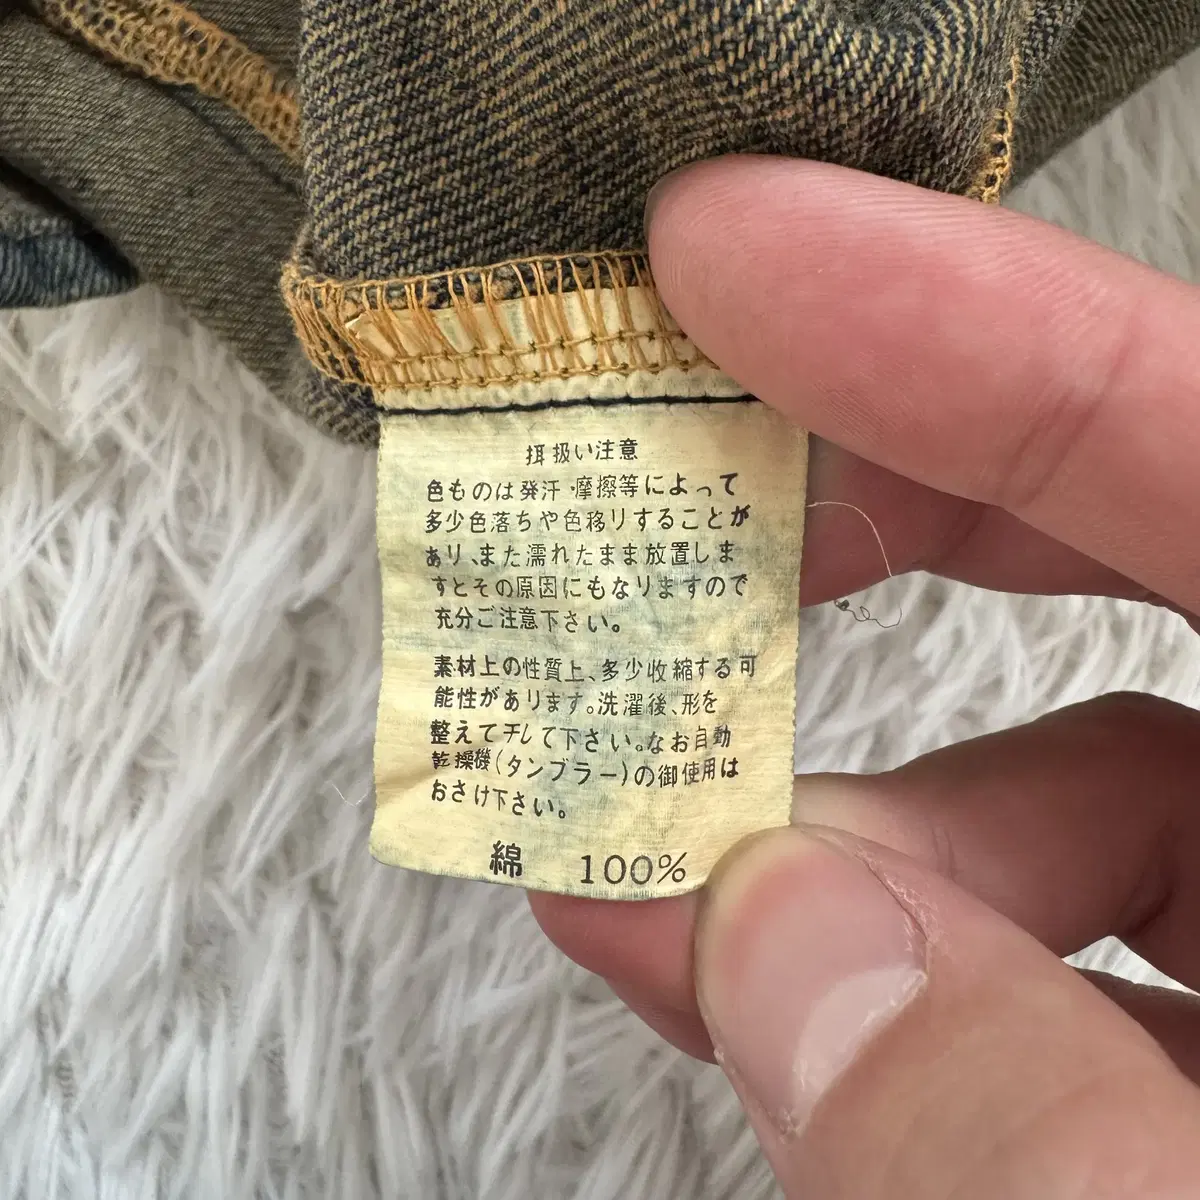 取扱い注意
色ものは発汗・摩擦等によって
多少色落ちや色移りすることが
あり、また濡れたまま放置しま
すとその原因にもなりますので
充分ご注意下さい。
素材上の性質上、多少収縮する可
能性があります。洗濯後、形を
整えて干して下さい。なお自動
乾燥機(タンブラー)の御使用は
おさけ下さい。
綿 100%